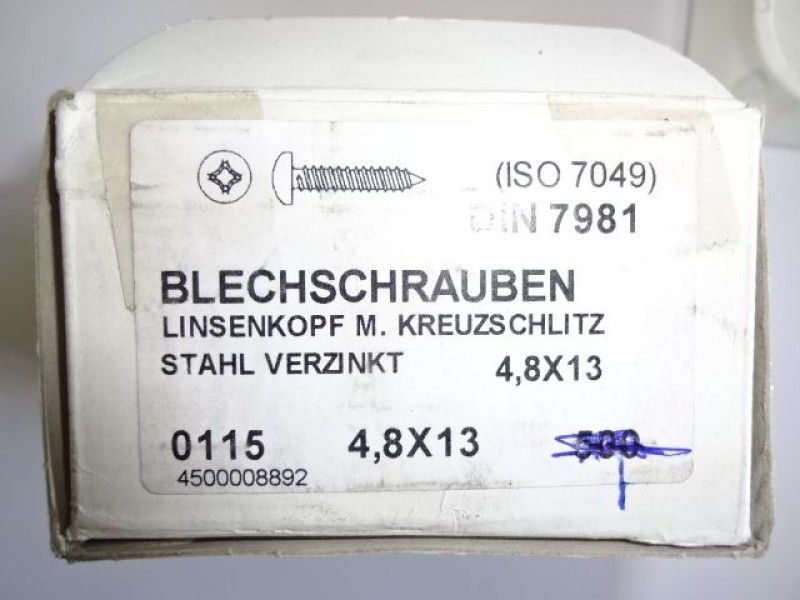 (ISO 7049)
DIN 7981
BLECHSCHRAUBEN
LINSENKOPF M. KREUZSCHLITZ
STAHL VERZINKT 4,8X13
0115 4,8X13 500
4500008892